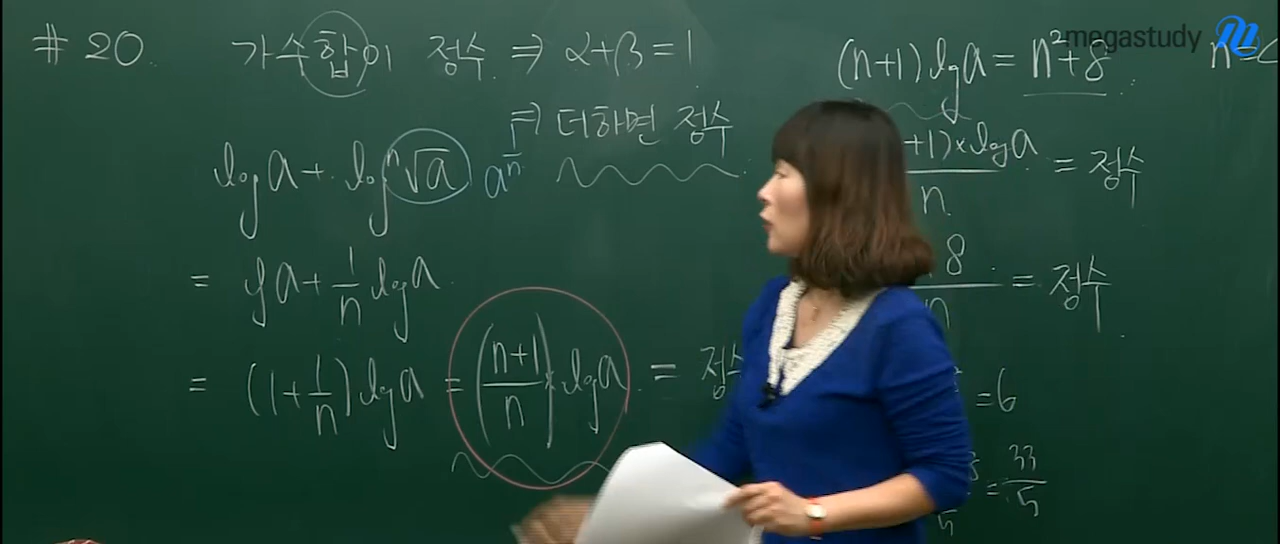 # 20. 가수합이 정수 ⇒ α+β=1
⇒ 더하면 정수
log a + log ⁿ√a a^(1/n)
= log a + 1/n log a
= (1+1/n) log a = (n+1/n) × log a = 정수
megastudy
(n+1) log a = n²+8
+1) × log a / n = 정수
8 / n = 정수
=6
= 33/5